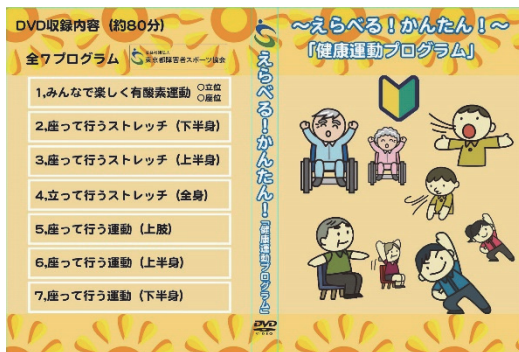 DVD収録内容（約80分）
全7プログラム
公益社団法人
東京都障害者スポーツ協会
1,みんなで楽しく有酸素運動 ○立位
○座位
2,座って行うストレッチ（下半身）
3,座って行うストレッチ（上半身）
4,立って行うストレッチ（全身）
5,座って行う運動（上肢）
6,座って行う運動（上半身）
7,座って行う運動（下半身）
えらべる！かんたん！「健康運動プログラム」
DVD
～えらべる！かんたん！～
「健康運動プログラム」